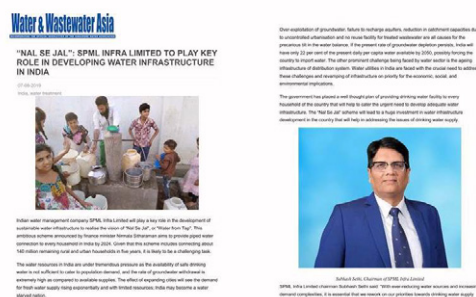 Water & Wastewater Asia
“NAL SE JAL”: SPML INFRA LIMITED TO PLAY KEY
ROLE IN DEVELOPING WATER INFRASTRUCTURE
IN INDIA
India, water treatment
Indian water management company SPML Infra Limited will play a key role in the development of
sustainable water infrastructure to realise the vision of “Nal Se Jal”, or “Water from Tap”. This
ambitious scheme announced by finance minister Nirmala Sitharaman aims to provide piped water
connection to every household in India by 2024. Given that this scheme includes connecting about
140 million remaining rural and urban households in five years, it is likely to be a challenging task.
The water resources in India are under tremendous pressure as the availability of safe drinking
water is not sufficient to cater to population demand, and the rate of groundwater withdrawal is
extremely high as compared to available supplies. The effect of expanding cities will see the demand
for fresh water supply rising exponentially and with limited resources, India may become a water
starved nation.
Over exploitation of groundwater, failure to recharge aquifers, reduction in catchment capacities due
to uncontrolled urbanisation and no reuse facility for treated wastewater are all causes for the
precarious tilt in the water balance. If the present rate of groundwater depletion persists, India will
have only 22 per cent of the present daily per capita water available by 2050, possibly forcing the
country to import water. The other prominent challenge being faced by water sector is the ageing
infrastructure of distribution system. Water utilities in India are faced with the crucial need to address
these challenges and revamping of infrastructure on priority for the economic, social, and
environmental implications.
The government has placed a well thought plan of providing drinking water facility to every
household of the country that will help to cater the urgent need to develop adequate water
infrastructure. The “Nal Se Jal” scheme will lead to a huge investment in water infrastructure
development in the country that will help in addressing the issues of drinking water supply.
Subhash Sethi, Chairman of SPML Infra Limited
SPML Infra Limited chairman Subhash Sethi said: “With ever-reducing water sources and increased
demand complexities, it is essential that we search on our priorities towards drinking water supply